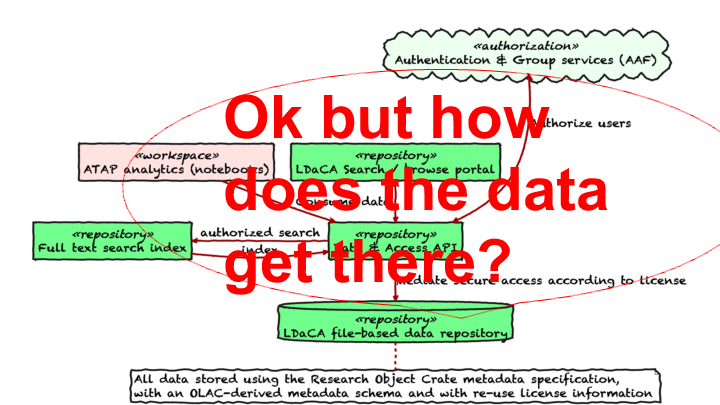 «authorization»
Authentication & Group services (AAF)
Ok but how
does the data
get there?
Authorize users
«workspace»
ATAP analytics (notebooks)
«repository»
LDaCA Search / browse portal
Consume data
authorized search
«repository»
Full text search index
index
«repository»
Data & Access API
Mediate secure access according to license
«repository»
LDaCA file-based data repository
All data stored using the Research Object Crate metadata specification,
with an OLAC-derived metadata schema and with re-use license information